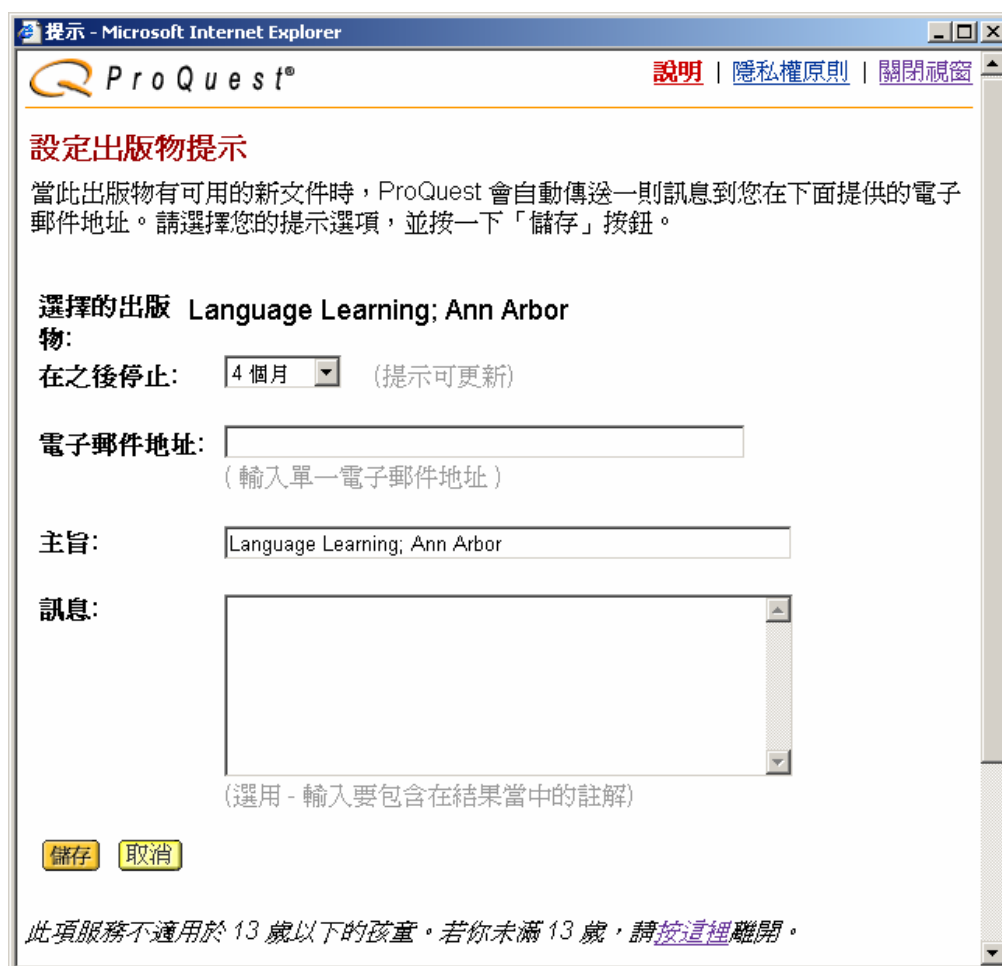 提示 - Microsoft Internet Explorer
ProQuest®
說明 | 隱私權原則 | 關閉視窗
設定出版物提示
當此出版物有可用的新文件時，ProQuest 會自動傳送一則訊息到您在下面提供的電子
郵件地址。請選擇您的提示選項，並按一下「儲存」按鈕。
選擇的出版 Language Learning; Ann Arbor
物:
在之後停止: 4 個月 (提示可更新)
電子郵件地址:
( 輸入單一電子郵件地址 )
主旨: Language Learning; Ann Arbor
訊息:
(選用 - 輸入要包含在結果當中的註解)
儲存 取消
此項服務不適用於 13 歲以下的孩童。若你未滿 13 歲，請按這裡離開。